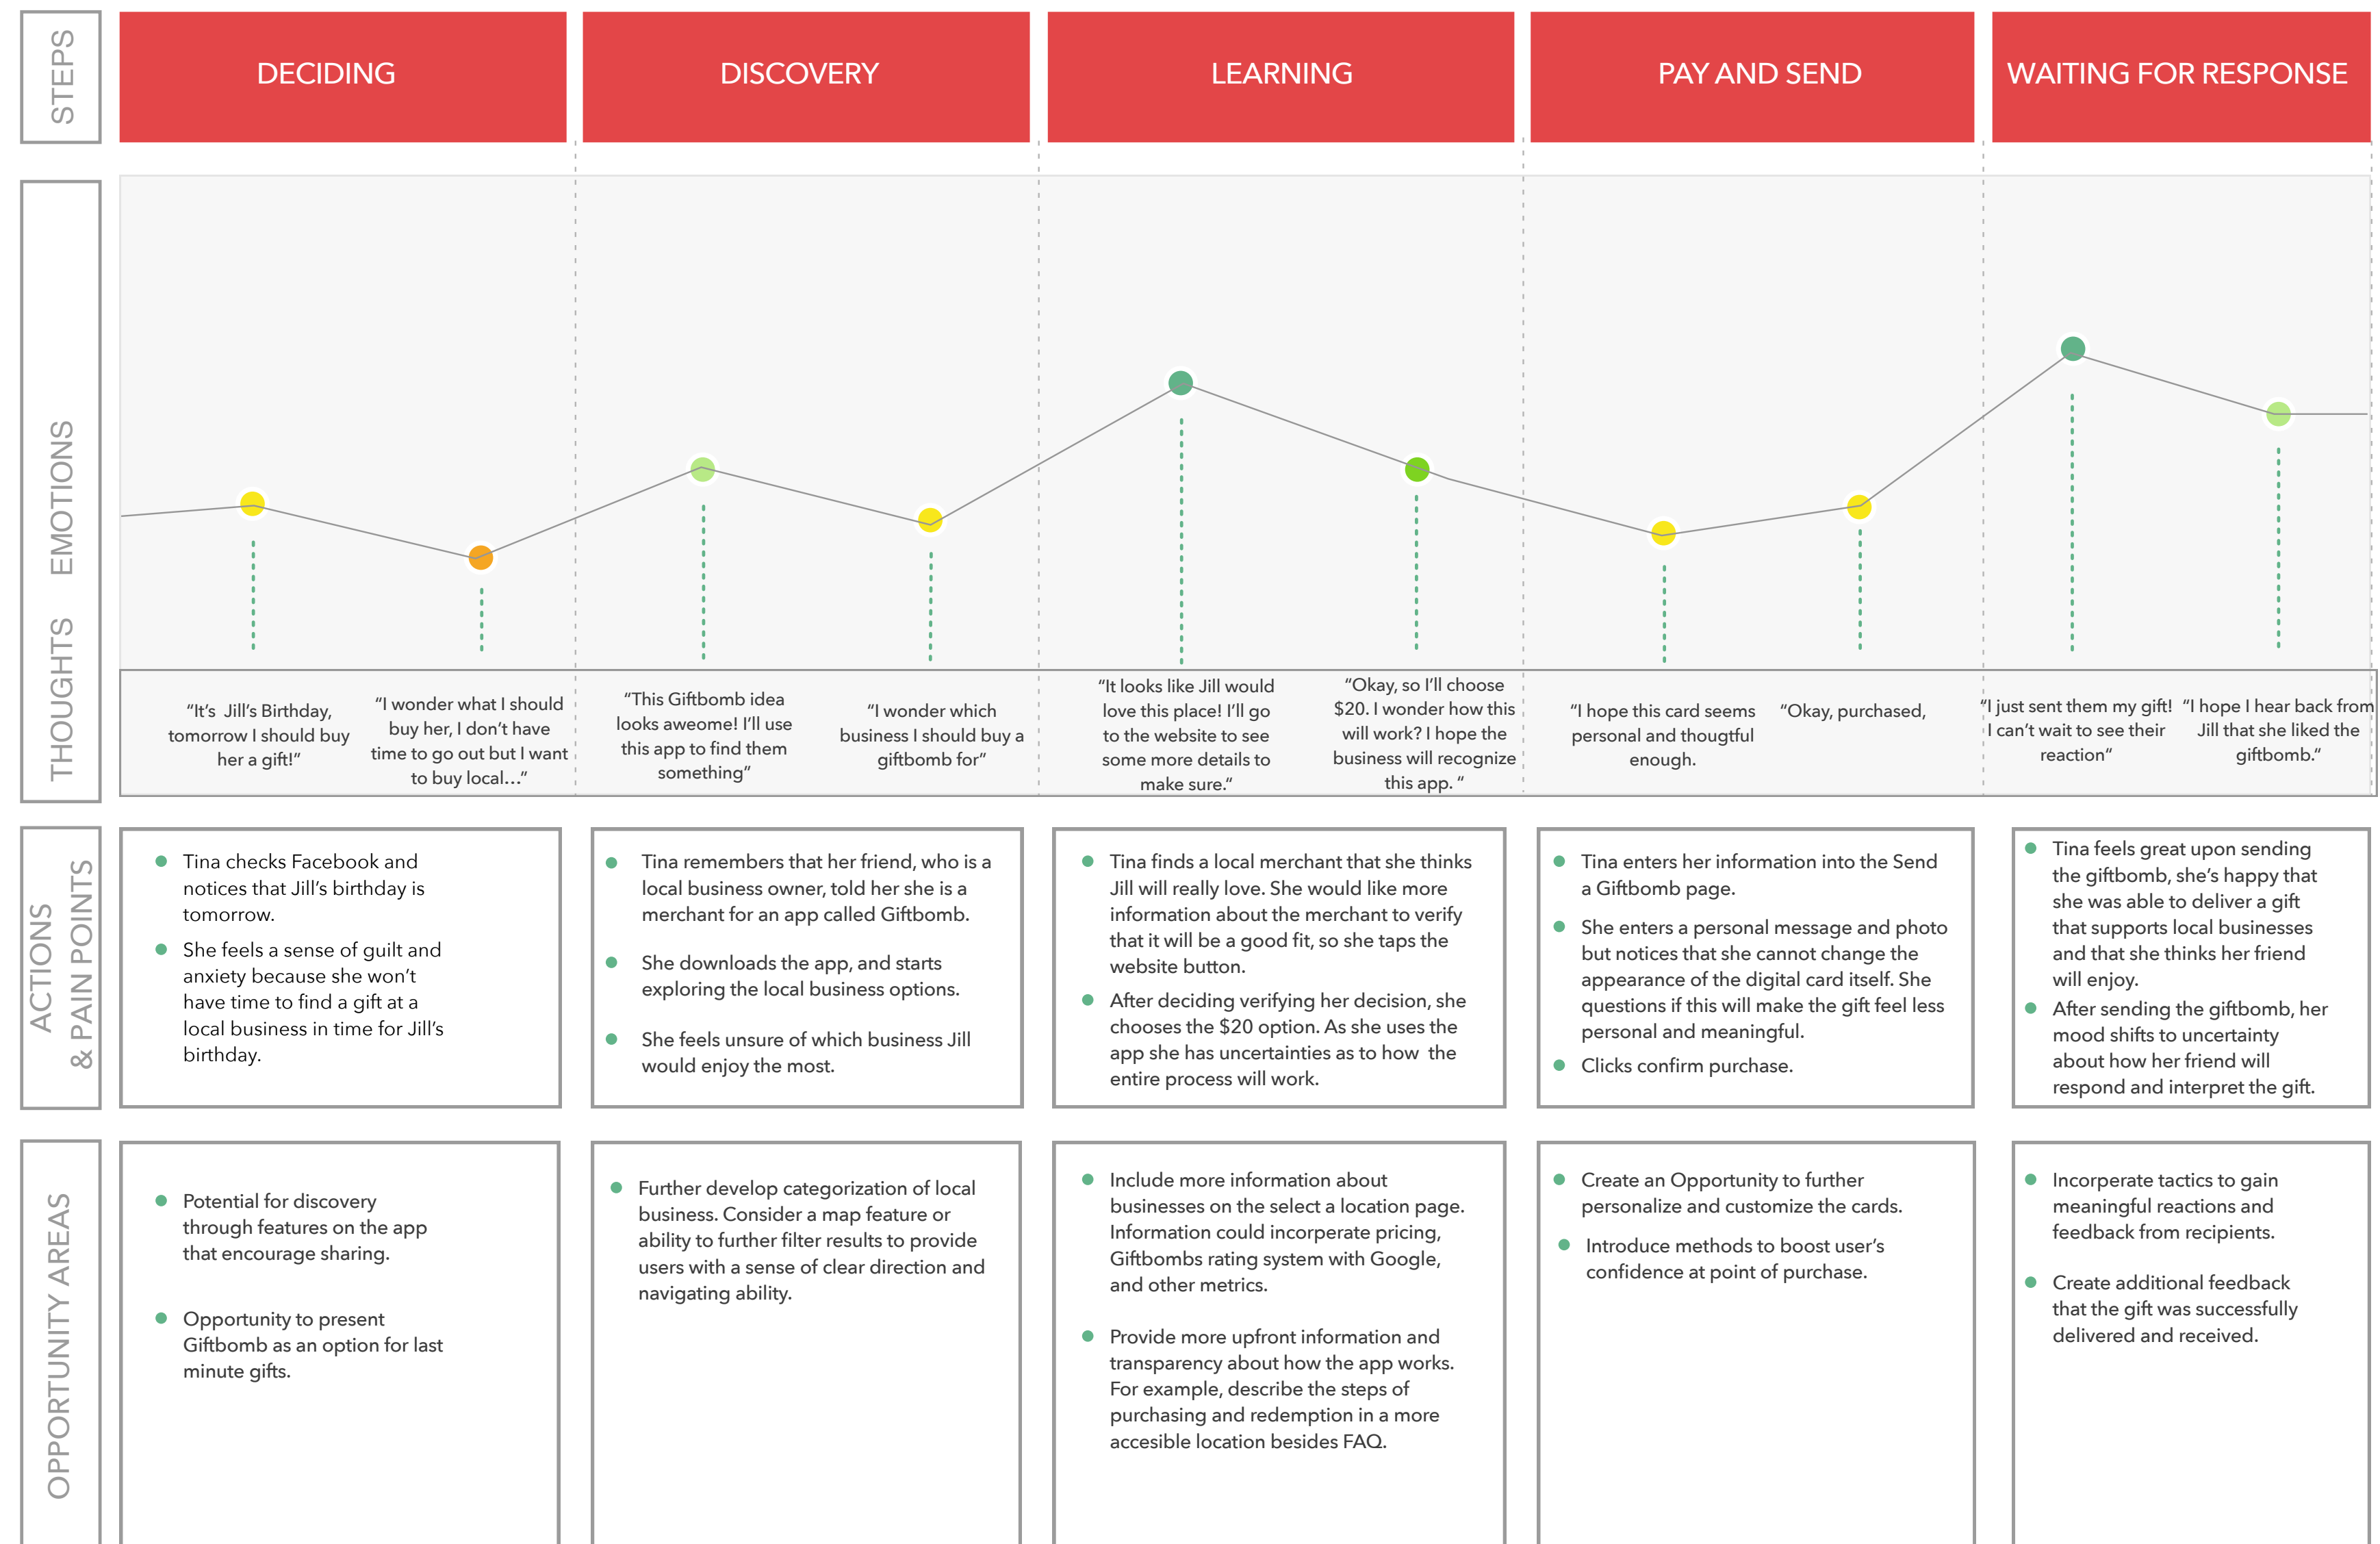 STEPS
DECIDING
DISCOVERY
LEARNING
PAY AND SEND
WAITING FOR RESPONSE
EMOTIONS
THOUGHTS
“It’s Jill’s Birthday,
tomorrow I should buy
her a gift!”
“I wonder what I should
buy her, I don’t have
time to go out but I want
to buy local…”
“This Giftbomb idea
looks aweome! I’ll use
this app to find them
something”
“I wonder which
business I should buy a
giftbomb for”
“It looks like Jill would
love this place! I’ll go
to the website to see
some more details to
make sure.“
“Okay, so I’ll choose
$20. I wonder how this
will work? I hope the
business will recognize
this app. “
“I hope this card seems
personal and thougtful
enough.
“Okay, purchased,
“I just sent them my gift!
I can’t wait to see their
reaction“
“I hope I hear back from
Jill that she liked the
giftbomb.“
ACTIONS
& PAIN POINTS
Tina checks Facebook and
notices that Jill’s birthday is
tomorrow.
She feels a sense of guilt and
anxiety because she won’t
have time to find a gift at a
local business in time for Jill’s
birthday.
Tina remembers that her friend, who is a
local business owner, told her she is a
merchant for an app called Giftbomb.
She downloads the app, and starts
exploring the local business options.
She feels unsure of which business Jill
would enjoy the most.
Tina finds a local merchant that she thinks
Jill will really love. She would like more
information about the merchant to verify
that it will be a good fit, so she taps the
website button.
After deciding verifying her decision, she
chooses the $20 option. As she uses the
app she has uncertainties as to how the
entire process will work.
Tina enters her information into the Send
a Giftbomb page.
She enters a personal message and photo
but notices that she cannot change the
appearance of the digital card itself. She
questions if this will make the gift feel less
personal and meaningful.
Clicks confirm purchase.
Tina feels great upon sending
the giftbomb, she’s happy that
she was able to deliver a gift
that supports local businesses
and that she thinks her friend
will enjoy.
After sending the giftbomb, her
mood shifts to uncertainty
about how her friend will
respond and interpret the gift.
OPPORTUNITY AREAS
Potential for discovery
through features on the app
that encourage sharing.
Opportunity to present
Giftbomb as an option for last
minute gifts.
Further develop categorization of local
business. Consider a map feature or
ability to further filter results to provide
users with a sense of clear direction and
navigating ability.
Include more information about
businesses on the select a location page.
Information could incorperate pricing,
Giftbombs rating system with Google,
and other metrics.
Provide more upfront information and
transparency about how the app works.
For example, describe the steps of
purchasing and redemption in a more
accesible location besides FAQ.
Create an Opportunity to further
personalize and customize the cards.
Introduce methods to boost user’s
confidence at point of purchase.
Incorperate tactics to gain
meaningful reactions and
feedback from recipients.
Create additional feedback
that the gift was successfully
delivered and received.